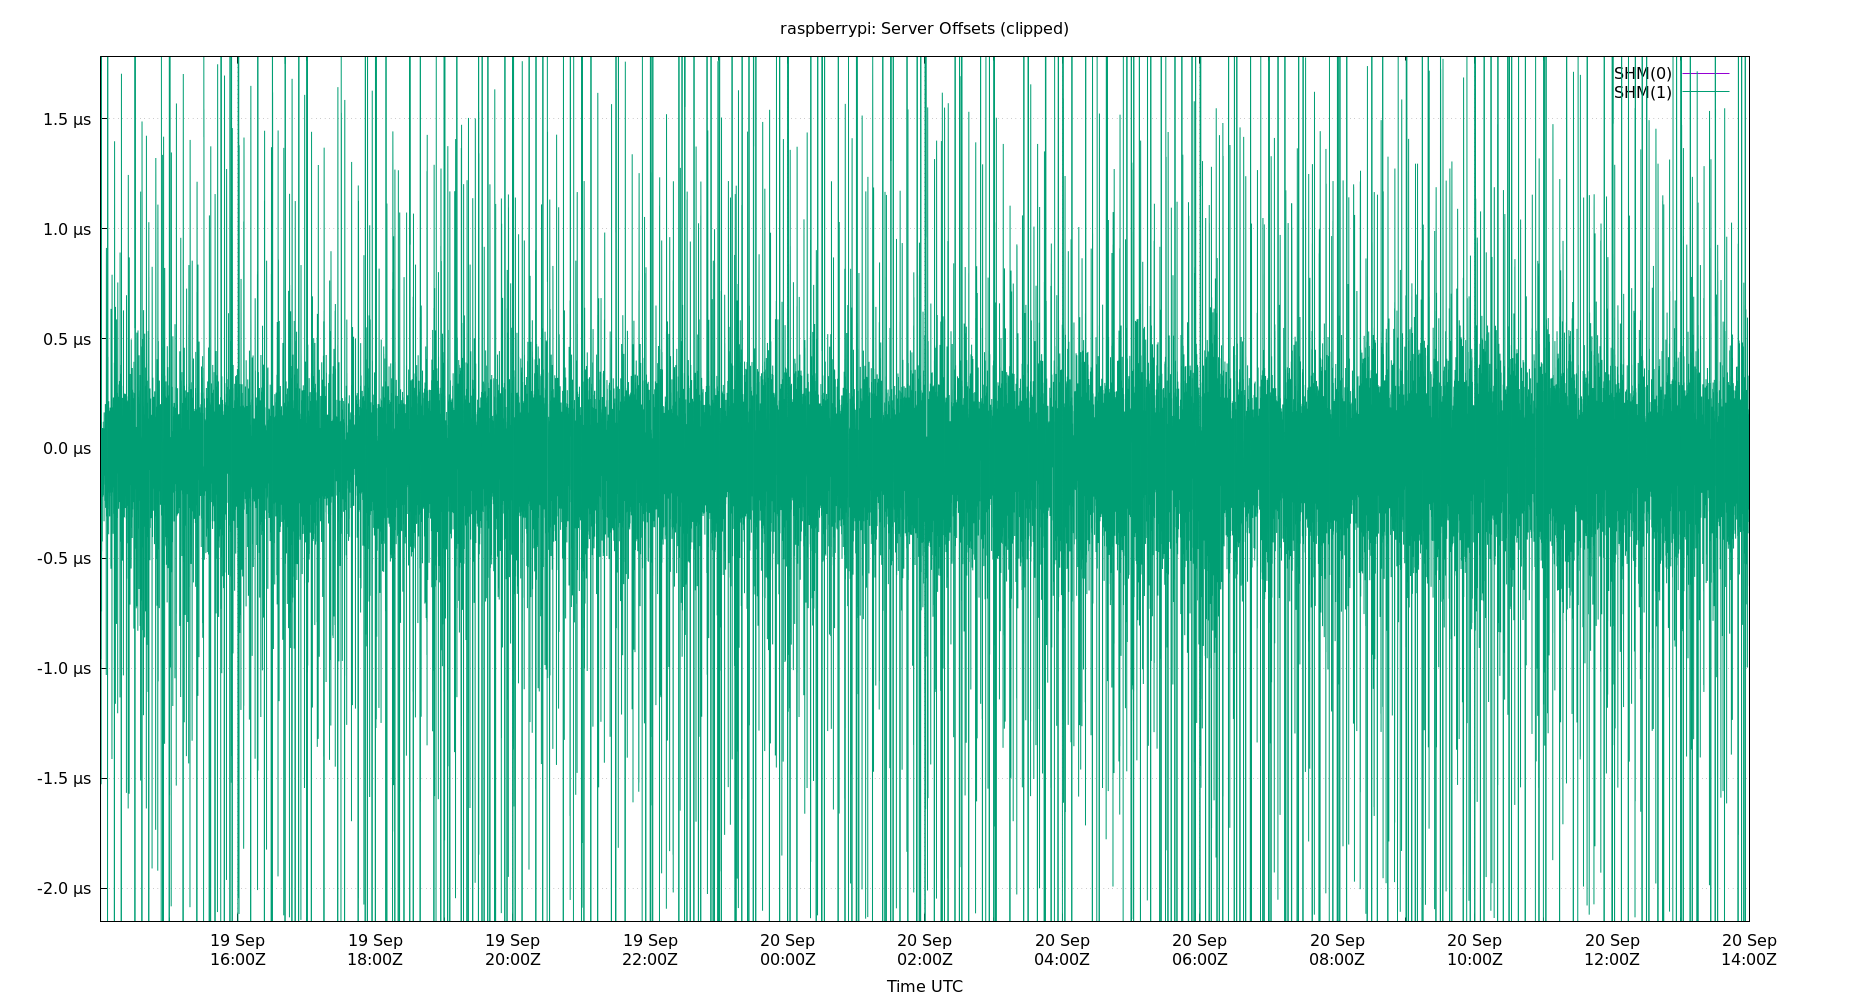 raspberrypi: Server Offsets (clipped)
SHM(0)
SHM(1)
1.5 µs
1.0 µs
0.5 µs
0.0 µs
-0.5 µs
-1.0 µs
-1.5 µs
-2.0 µs
19 Sep 19 Sep 19 Sep 19 Sep 20 Sep 20 Sep 20 Sep 20 Sep 20 Sep 20 Sep 20 Sep 20 Sep
16:00Z 18:00Z 20:00Z 22:00Z 00:00Z 02:00Z 04:00Z 06:00Z 08:00Z 10:00Z 12:00Z 14:00Z
Time UTC